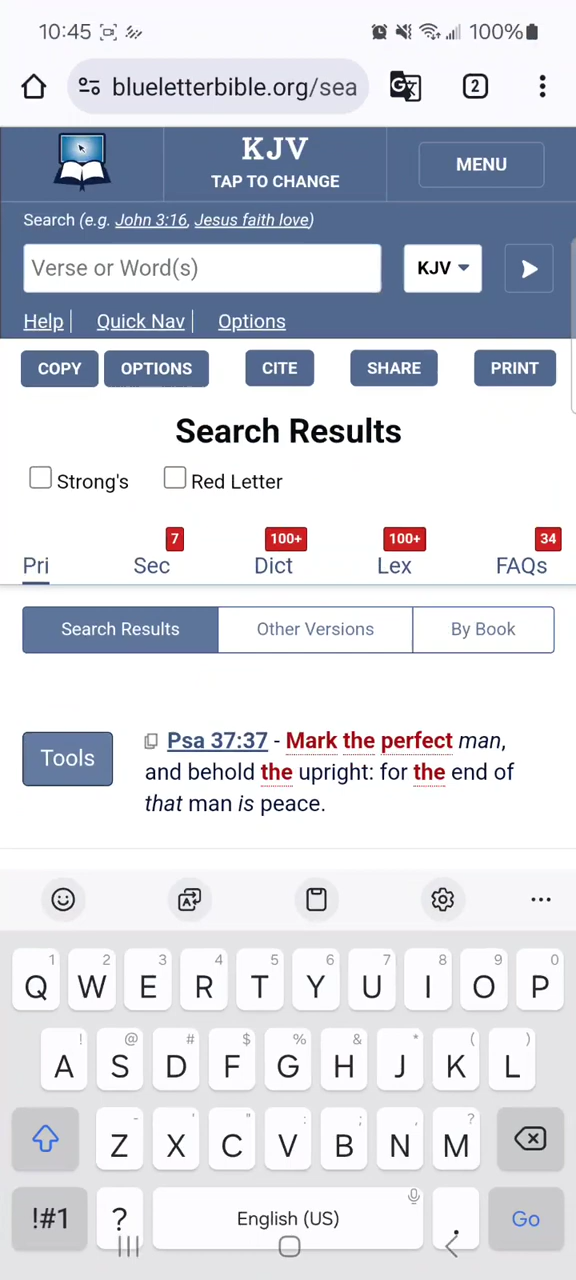 10:45 100%
blueletterbible.org/sea 2
KJV
TAP TO CHANGE
MENU
Search (e.g. John 3:16, Jesus faith love)
Verse or Word(s) KJV
Help Quick Nav Options
COPY OPTIONS CITE SHARE PRINT
Search Results
Strong's Red Letter
7 100+ 100+ 34
Pri Sec Dict Lex FAQs
Search Results Other Versions By Book
Tools
Psa 37:37 - Mark the perfect man,
and behold the upright: for the end of
that man is peace.
1 2 3 4 5 6 7 8 9 0
Q W E R T Y U I O P
! @ # $ % & * ( )
A S D F G H J K L
- ' " : ; , ?
Z X C V B N M
!#1 ? English (US) . Go